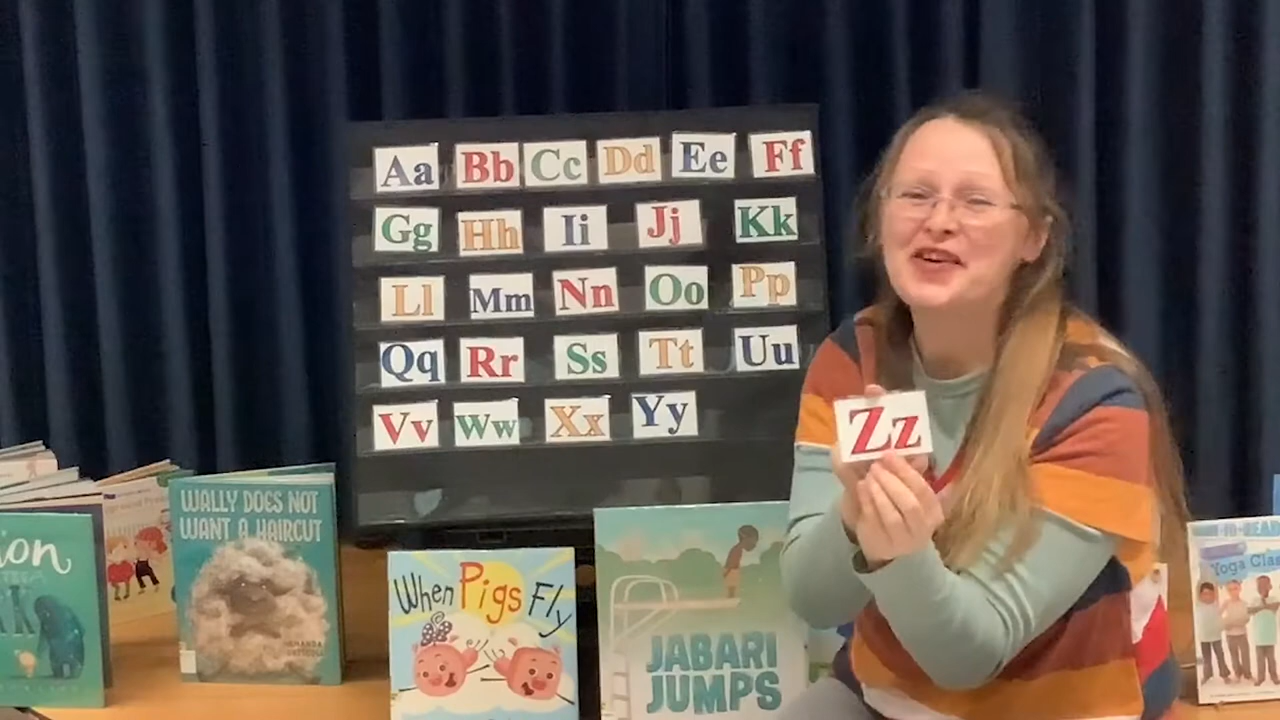 Aa Bb Cc Dd Ee Ff
Gg Hh Ii Jj Kk
Ll Mm Nn Oo Pp
Qq Rr Ss Tt Uu
Vv Ww Xx Yy
Zz
WALLY DOES NOT
WANT A HAIRCUT
When Pigs Fly
JABARI
JUMPS
Yoga